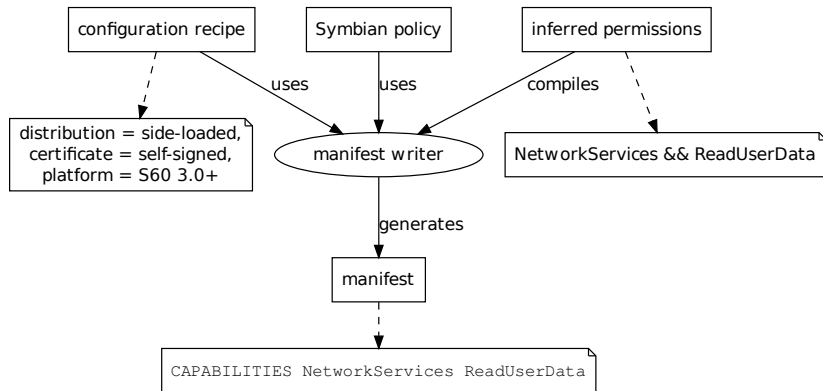 configuration recipe
Symbian policy
inferred permissions
uses
uses
compiles
distribution = side-loaded,
certificate = self-signed,
platform = S60 3.0+
manifest writer
NetworkServices && ReadUserData
generates
manifest
CAPABILITIES NetworkServices ReadUserData